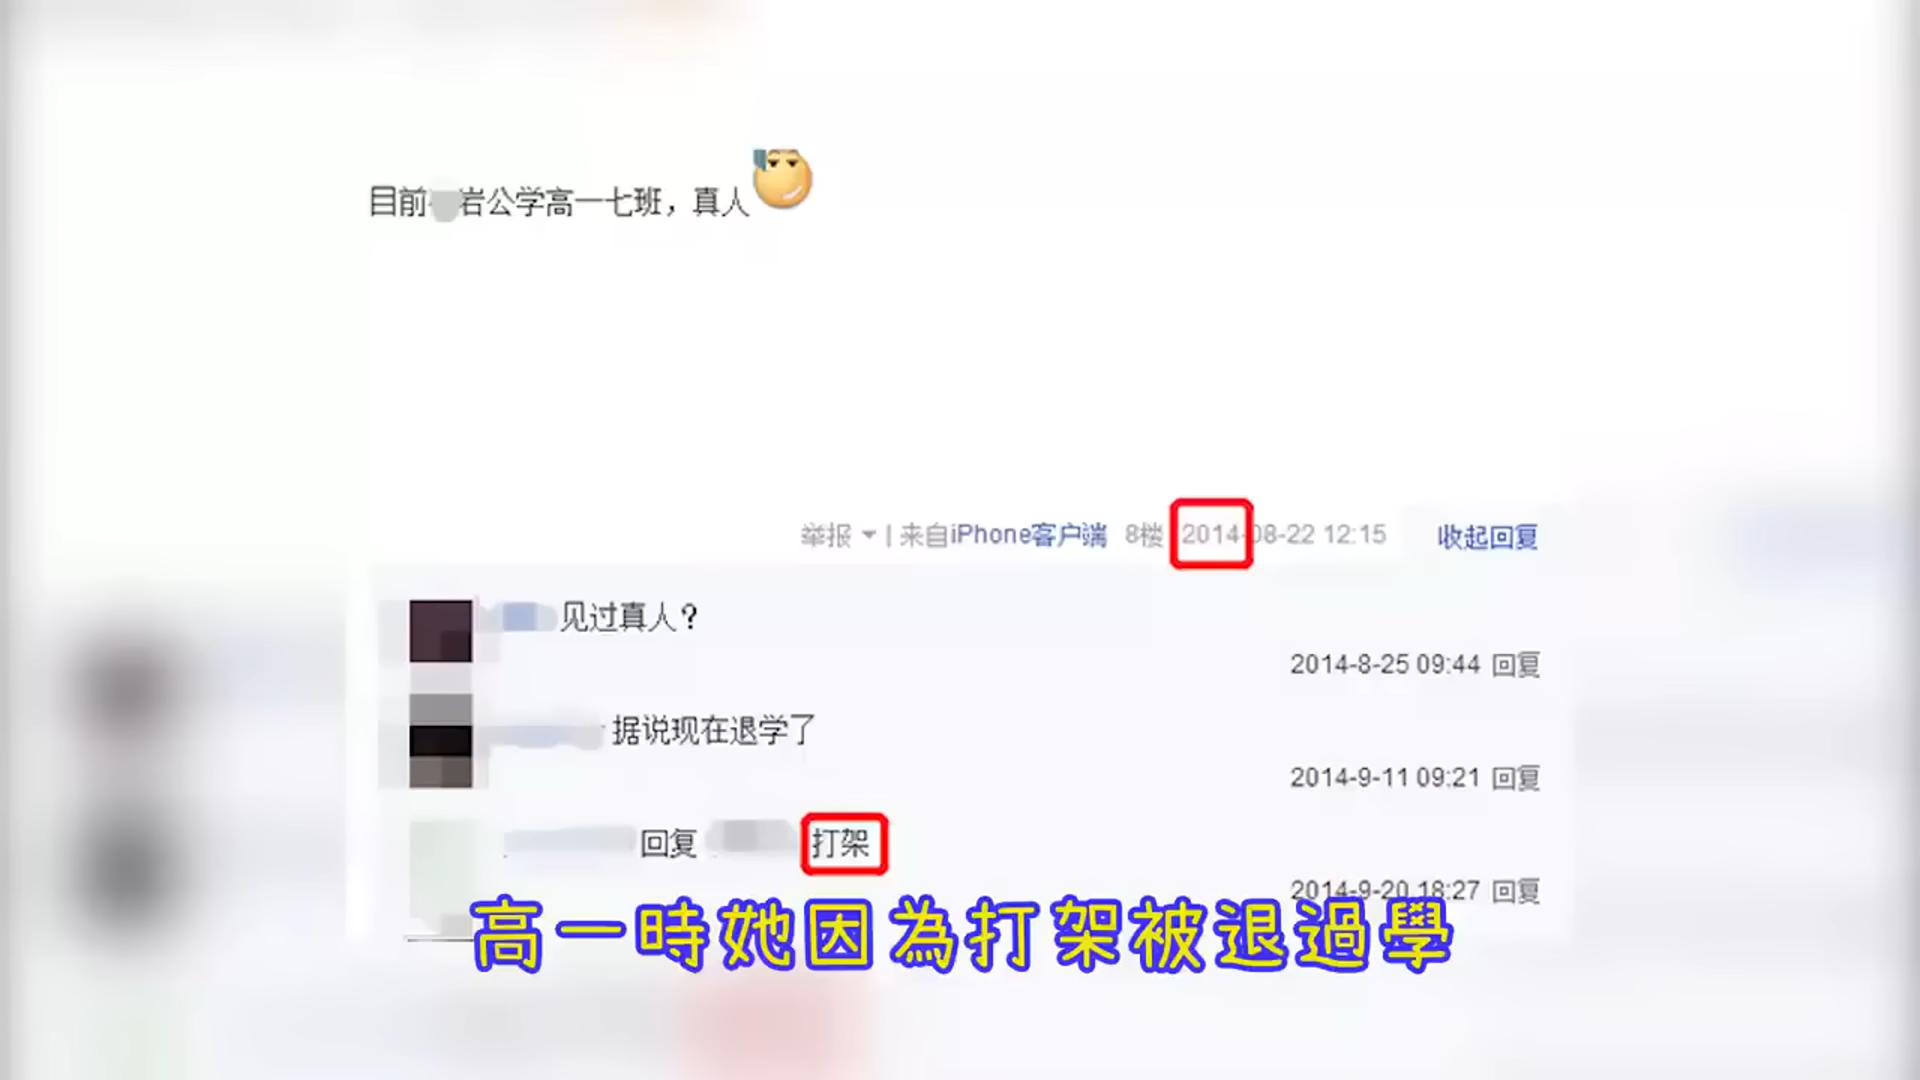 目前 岩公学高一七班，真人
举报 | 来自iPhone客户端 8楼 2014-08-22 12:15 收起回复
见过真人？
2014-8-25 09:44 回复
据说现在退学了
2014-9-11 09:21 回复
回复 打架
2014-9-20 18:27 回复
高一時她因為打架被退過學